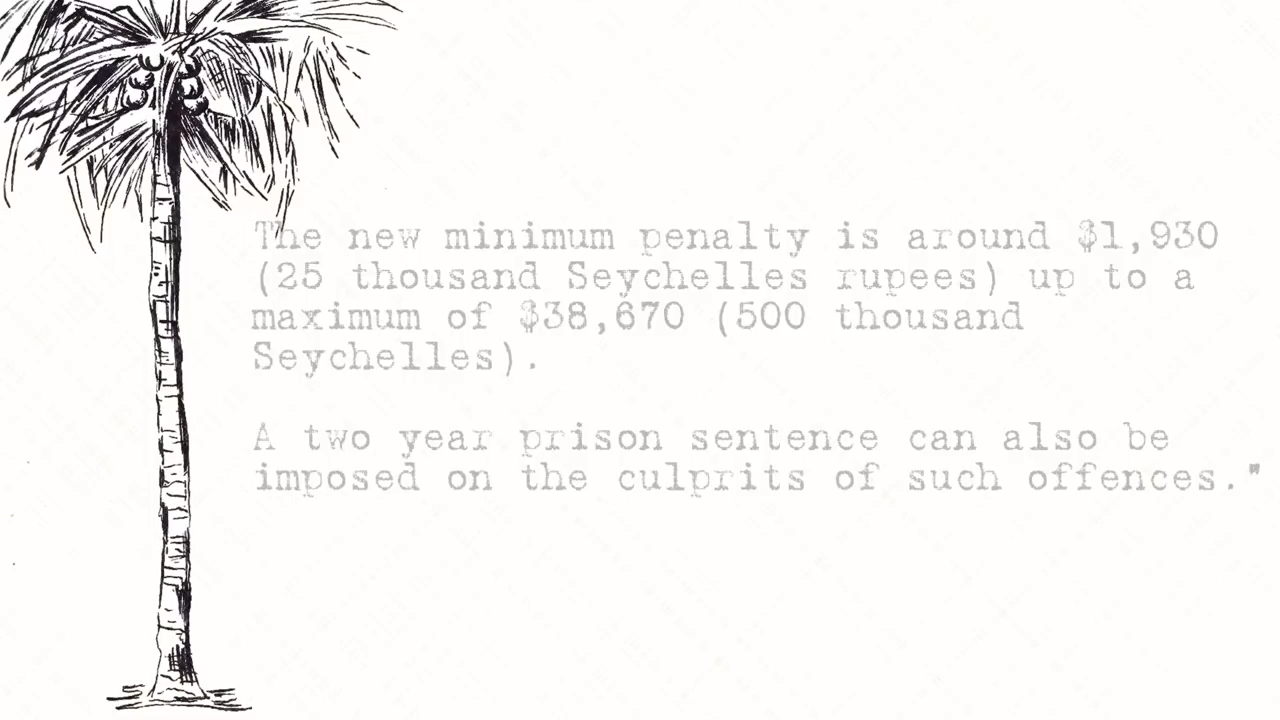 The new minimum penalty is around $1,930
(25 thousand Seychelles rupees) up to a
maximum of $38,670 (500 thousand
Seychelles).
A two year prison sentence can also be
imposed on the culprits of such offences."